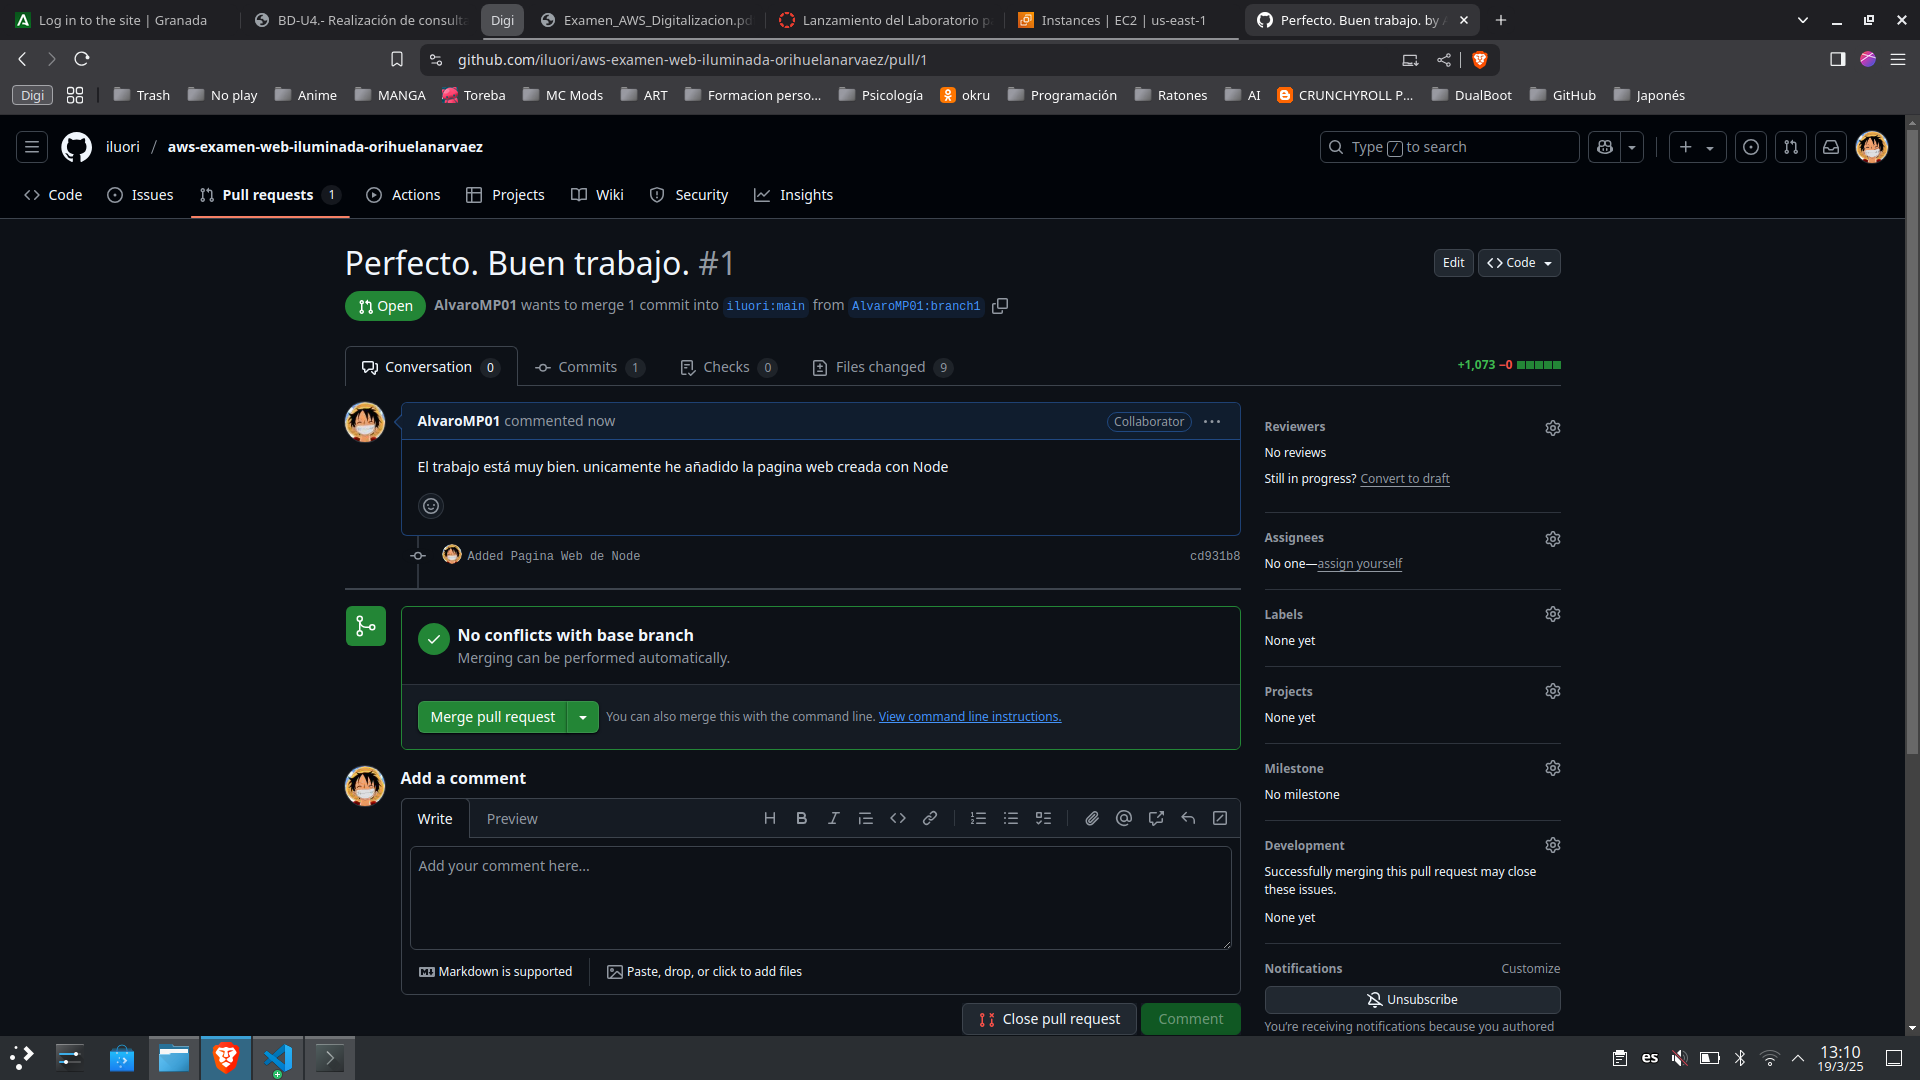 Log in to the site | Granada
BD-U4.- Realización de consulta
Digi
Examen_AWS_Digitalizacion.pd
Lanzamiento del Laboratorio p
Instances | EC2 | us-east-1
Perfecto. Buen trabajo. by A
github.com/iluori/aws-examen-web-iluminada-orihuelanarvaez/pull/1
Digi
Trash
No play
Anime
MANGA
Toreba
MC Mods
ART
Formacion perso...
Psicología
okru
Programación
Ratones
AI
CRUNCHYROLL P...
DualBoot
GitHub
Japonés
iluori / aws-examen-web-iluminada-orihuelanarvaez
Type / to search
Code
Issues
Pull requests 1
Actions
Projects
Wiki
Security
Insights
Perfecto. Buen trabajo. #1
Edit
<> Code
Open
AlvaroMP01 wants to merge 1 commit into iluori:main from AlvaroMP01:branch1
Conversation 0
Commits 1
Checks 0
Files changed 9
+1,073 −0
AlvaroMP01 commented now
Collaborator
El trabajo está muy bien. unicamente he añadido la pagina web creada con Node
Added Pagina Web de Node
cd931b8
No conflicts with base branch
Merging can be performed automatically.
Merge pull request
You can also merge this with the command line. View command line instructions.
Add a comment
Write
Preview
Add your comment here...
Markdown is supported
Paste, drop, or click to add files
Close pull request
Comment
Reviewers
No reviews
Still in progress? Convert to draft
Assignees
No one—assign yourself
Labels
None yet
Projects
None yet
Milestone
No milestone
Development
Successfully merging this pull request may close
these issues.
None yet
Notifications
Customize
Unsubscribe
You're receiving notifications because you authored
es
13:10
19/3/25